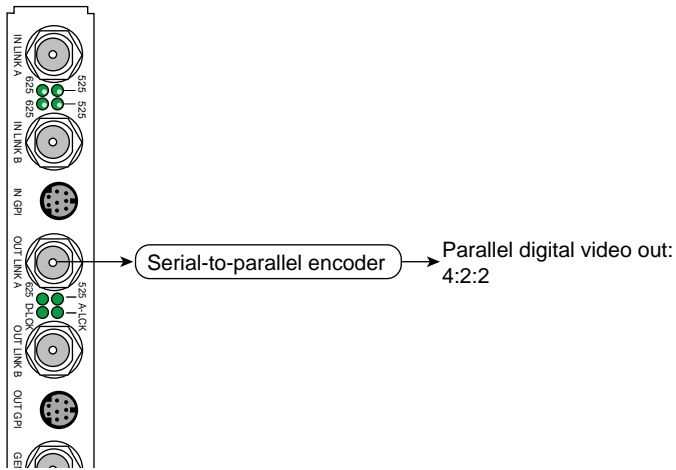 IN LINK A
625
525
625
525
IN LINK B
IN GPI
OUT LINK A
Serial-to-parallel encoder
Parallel digital video out:
4:2:2
625
525
D-LCK
A-LCK
OUT LINK B
OUT GPI